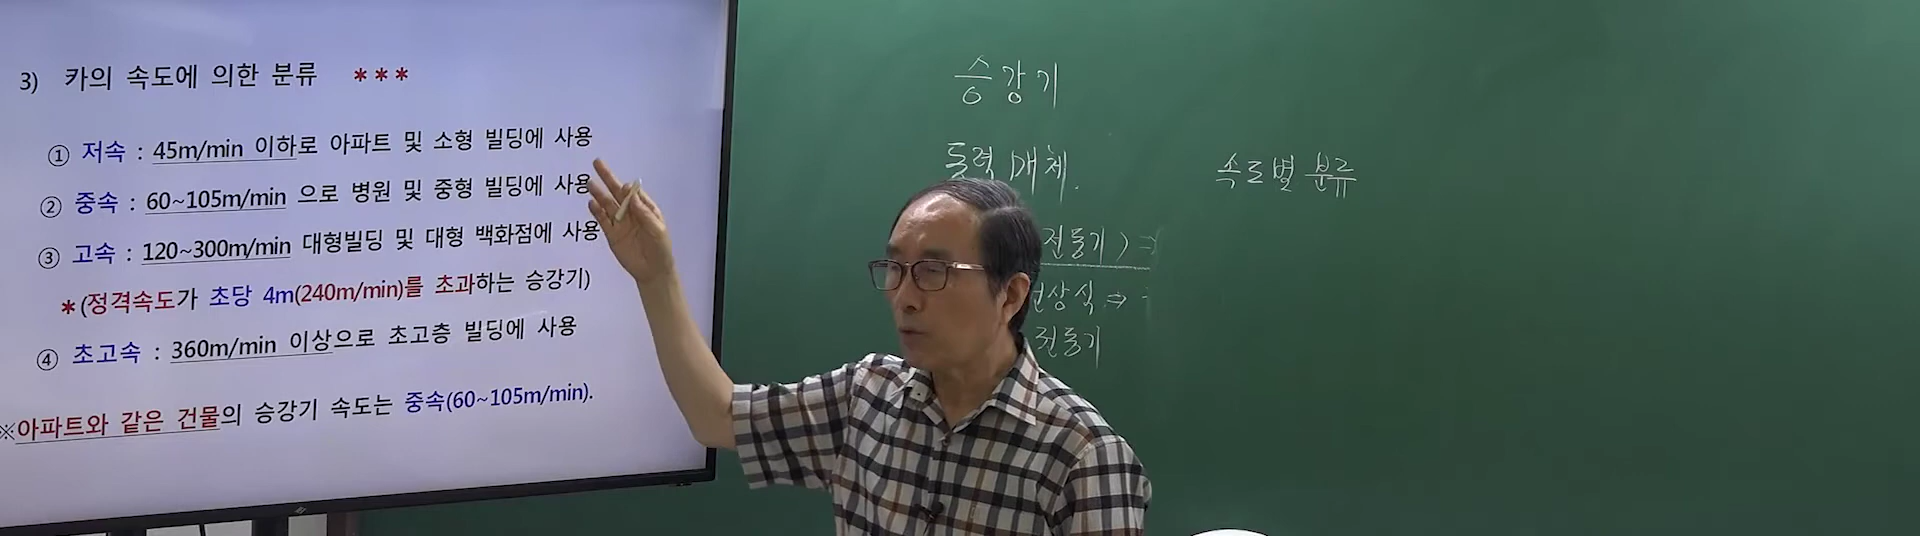 3) 카의 속도에 의한 분류 ***
① 저속 : 45m/min 이하로 아파트 및 소형 빌딩에 사용
② 중속 : 60~105m/min 으로 병원 및 중형 빌딩에 사용
③ 고속 : 120~300m/min 대형빌딩 및 대형 백화점에 사용
*(정격속도가 초당 4m(240m/min)를 초과하는 승강기)
④ 초고속 : 360m/min 이상으로 초고층 빌딩에 사용
※아파트와 같은 건물의 승강기 속도는 중속(60~105m/min).
승강기
동력 매체.
전동기) ⇒
상식 ⇒
전동기
속도별 분류